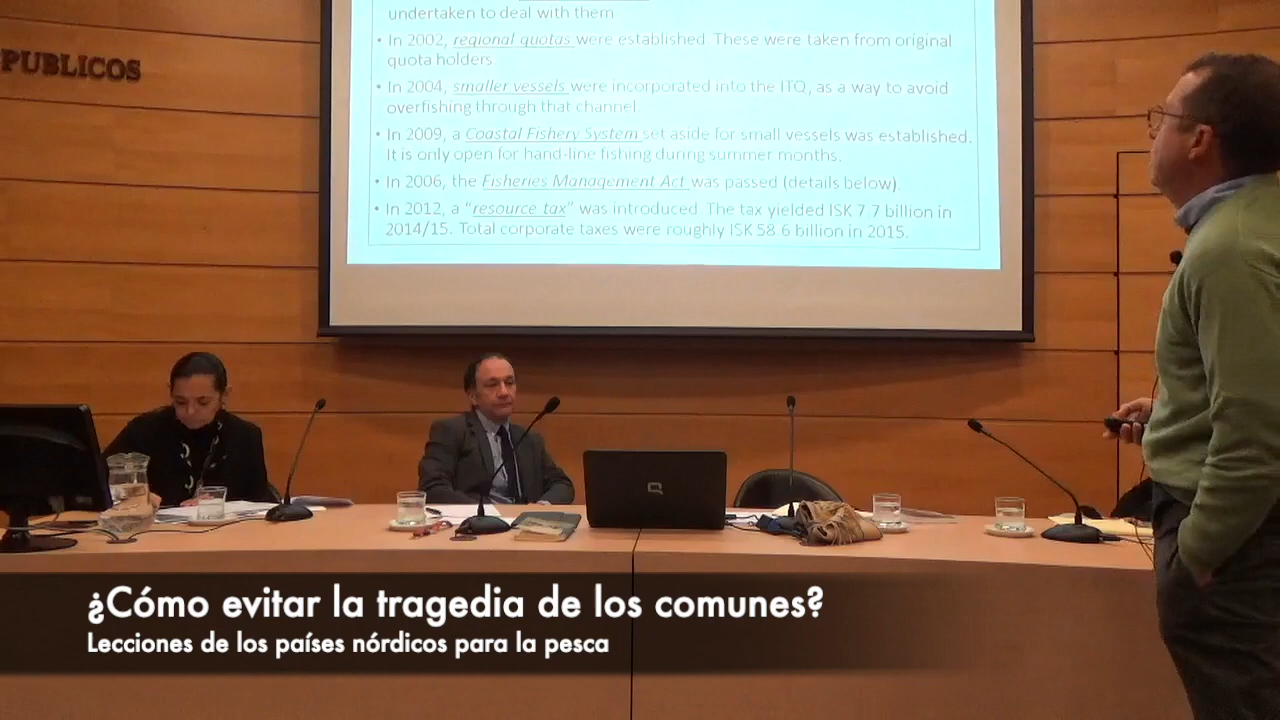 PUBLICOS
undertaken to deal with them
• In 2002, regional quotas were established. These were taken from original
quota holders.
• In 2004, smaller vessels were incorporated into the ITQ, as a way to avoid
overfishing through that channel.
• In 2009, a Coastal Fishery System set aside for small vessels was established.
It is only open for hand-line fishing during summer months.
• In 2006, the Fisheries Management Act was passed (details below).
• In 2012, a “resource tax” was introduced. The tax yielded ISK 7.7 billion in
2014/15. Total corporate taxes were roughly ISK 58.6 billion in 2015.
¿Cómo evitar la tragedia de los comunes?
Lecciones de los países nórdicos para la pesca